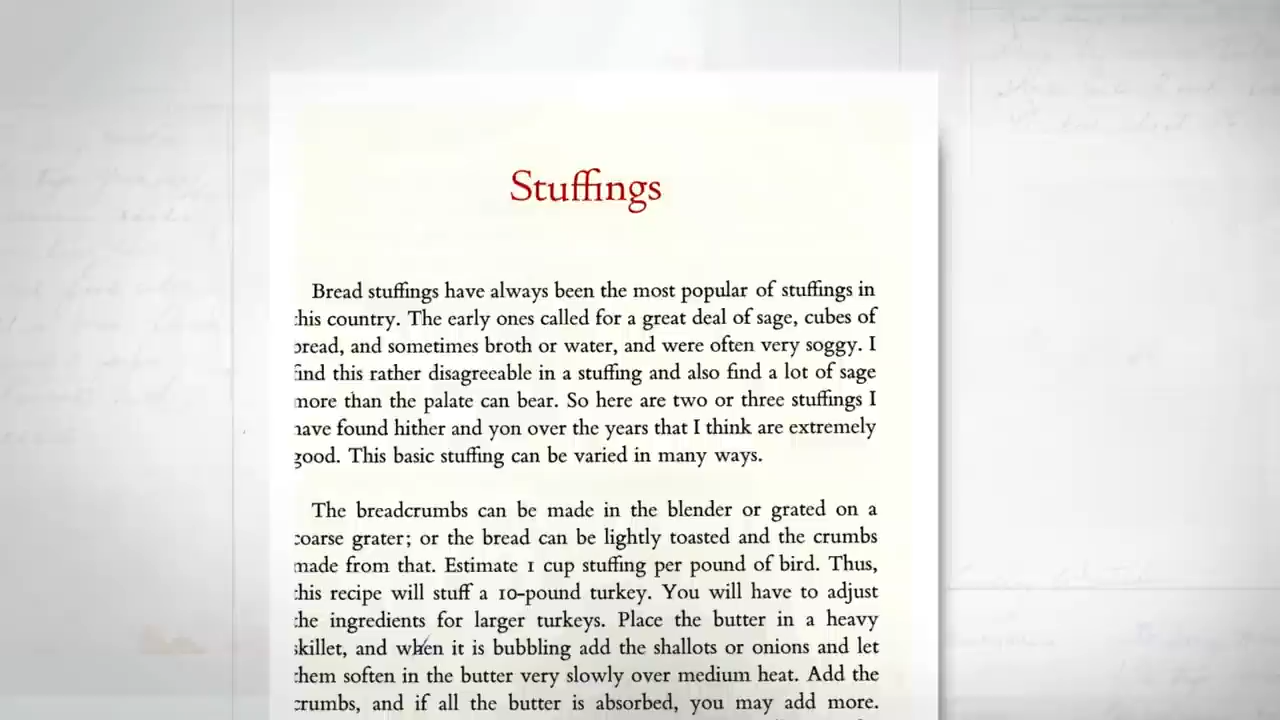 Stuffings
Bread stuffings have always been the most popular of stuffings in
this country. The early ones called for a great deal of sage, cubes of
bread, and sometimes broth or water, and were often very soggy. I
find this rather disagreeable in a stuffing and also find a lot of sage
more than the palate can bear. So here are two or three stuffings I
have found hither and yon over the years that I think are extremely
good. This basic stuffing can be varied in many ways.
The breadcrumbs can be made in the blender or grated on a
coarse grater; or the bread can be lightly toasted and the crumbs
made from that. Estimate 1 cup stuffing per pound of bird. Thus,
this recipe will stuff a 10-pound turkey. You will have to adjust
the ingredients for larger turkeys. Place the butter in a heavy
skillet, and when it is bubbling add the shallots or onions and let
them soften in the butter very slowly over medium heat. Add the
crumbs, and if all the butter is absorbed, you may add more.